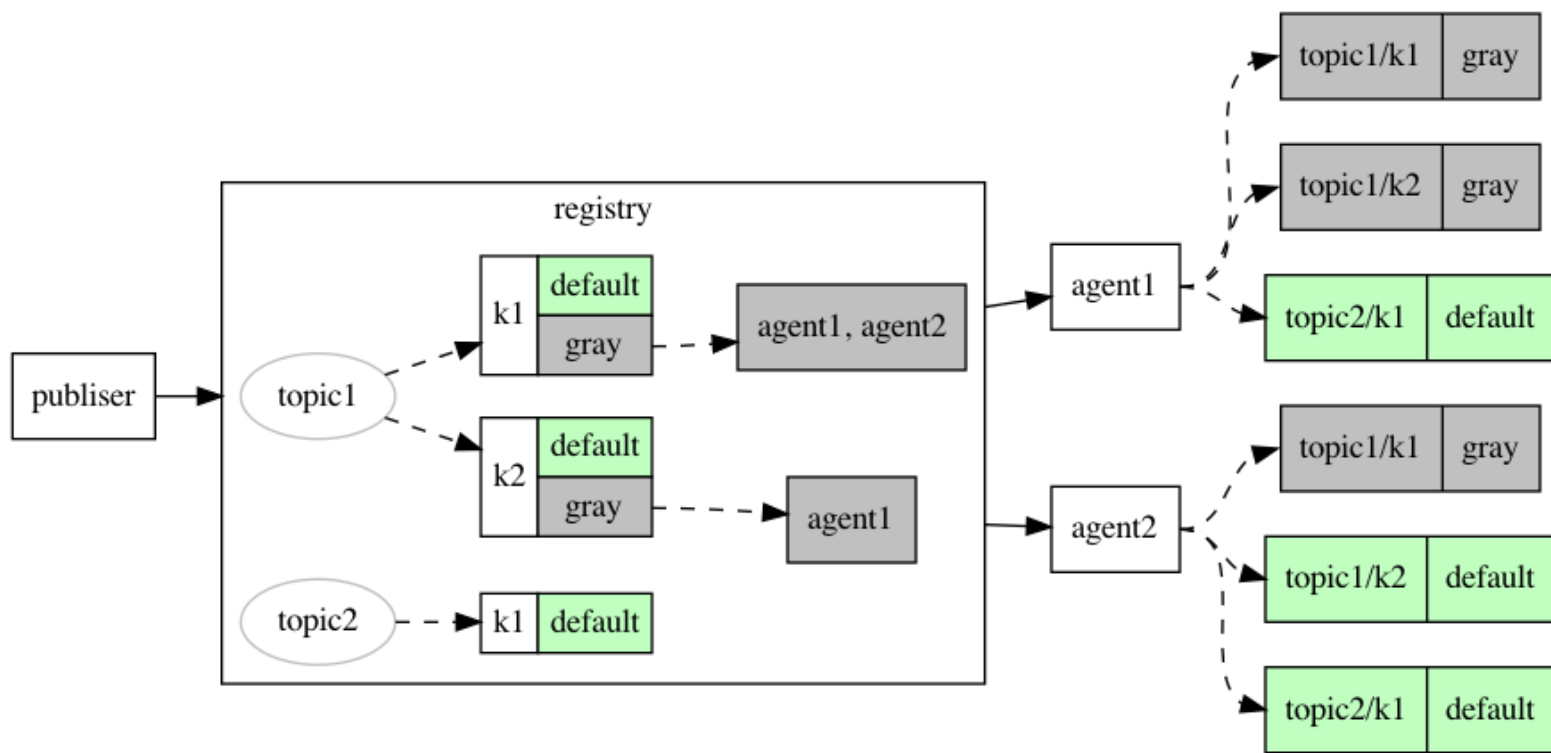 publiser
registry
topic1
k1
default
gray
agent1, agent2
k2
default
gray
agent1
topic2
k1
default
agent1
topic1/k1 gray
topic1/k2 gray
topic2/k1 default
agent2
topic1/k1 gray
topic1/k2 default
topic2/k1 default